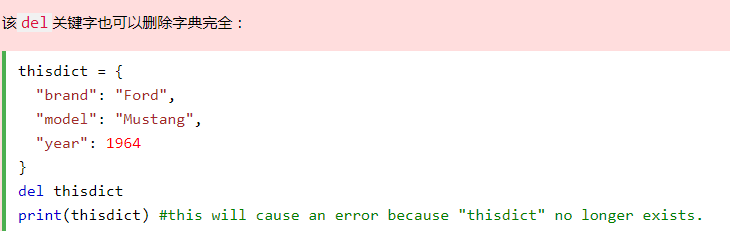 该del关键字也可以删除字典完全：
thisdict = {
  "brand": "Ford",
  "model": "Mustang",
  "year": 1964
}
del thisdict
print(thisdict) #this will cause an error because "thisdict" no longer exists.